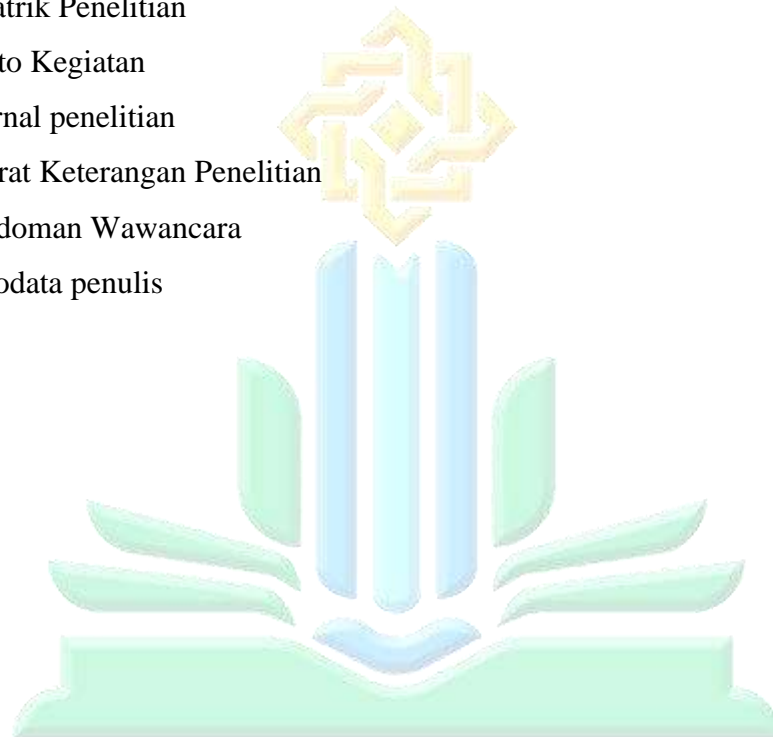 atrik Penelitian
to Kegiatan
rnal penelitian
rat Keterangan Penelitian
doman Wawancara
odata penulis